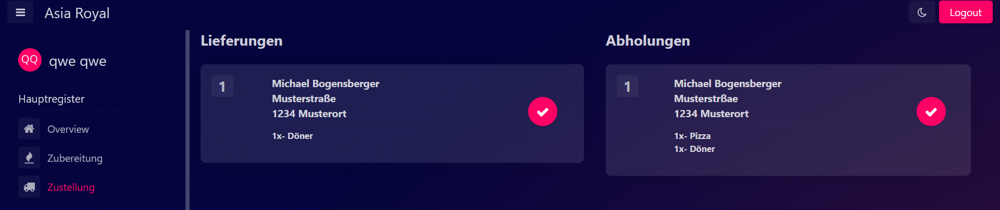 Asia Royal
Logout
QQ
qwe qwe
Hauptregister
Overview
Zubereitung
Zustellung
Lieferungen
1
Michael Bogensberger
Musterstraße
1234 Musterort
1x- Döner
Abholungen
1
Michael Bogensberger
Musterstrßae
1234 Musterort
1x- Pizza
1x- Döner